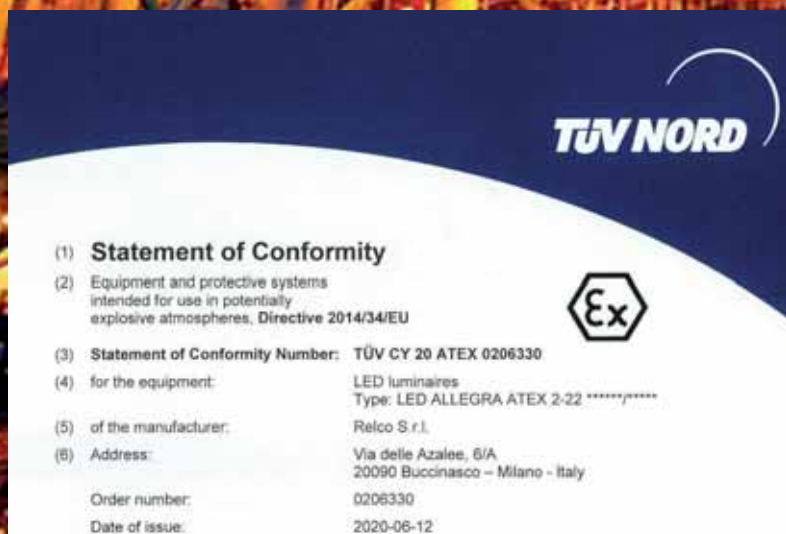 TÜV NORD
(1) Statement of Conformity
(2) Equipment and protective systems
intended for use in potentially
explosive atmospheres, Directive 2014/34/EU
Ex
(3) Statement of Conformity Number: TÜV CY 20 ATEX 0206330
(4) for the equipment: LED luminaires
Type: LED ALLEGRA ATEX 2-22 ******/*****
(5) of the manufacturer: Relco S.r.l.
(6) Address: Via delle Azalee, 6/A
20090 Buccinasco – Milano - Italy
Order number: 0206330
Date of issue: 2020-06-12